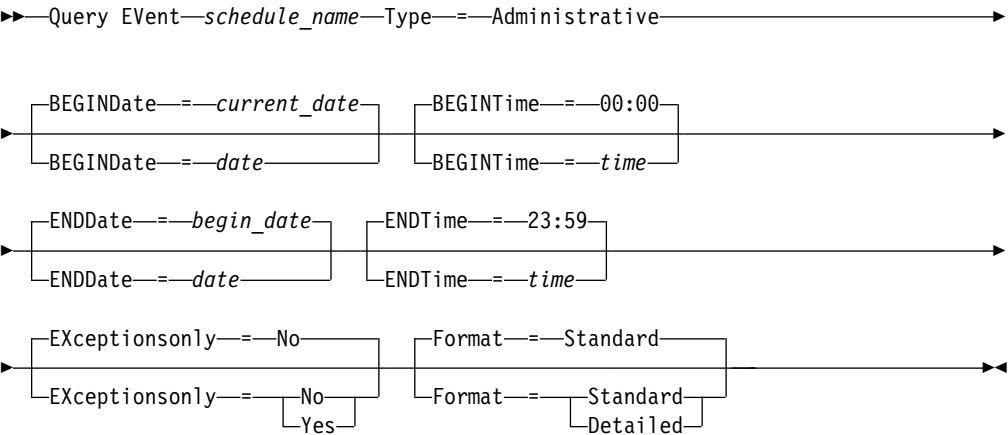 Query EVent schedule_name Type = Administrative
BEGINDate = current_date BEGINTime = 00:00
BEGINDate = date BEGINTime = time
ENDDate = begin_date ENDTime = 23:59
ENDDate = date ENDTime = time
EXceptionsonly = No Format = Standard
EXceptionsonly = No Format = Standard
Yes Detailed